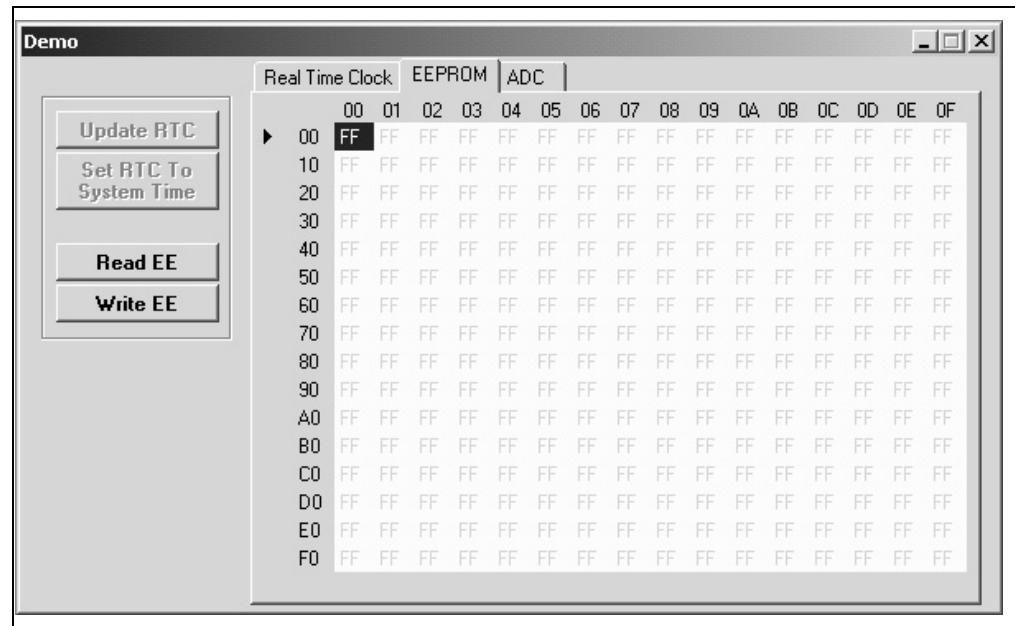 Demo
Real Time Clock EEPROM ADC
Update RTC
Set RTC To
System Time
Read EE
Write EE
00 01 02 03 04 05 06 07 08 09 0A 0B 0C 0D 0E 0F
00 FF FF FF FF FF FF FF FF FF FF FF FF FF FF FF FF
10 FF FF FF FF FF FF FF FF FF FF FF FF FF FF FF FF
20 FF FF FF FF FF FF FF FF FF FF FF FF FF FF FF FF
30 FF FF FF FF FF FF FF FF FF FF FF FF FF FF FF FF
40 FF FF FF FF FF FF FF FF FF FF FF FF FF FF FF FF
50 FF FF FF FF FF FF FF FF FF FF FF FF FF FF FF FF
60 FF FF FF FF FF FF FF FF FF FF FF FF FF FF FF FF
70 FF FF FF FF FF FF FF FF FF FF FF FF FF FF FF FF
80 FF FF FF FF FF FF FF FF FF FF FF FF FF FF FF FF
90 FF FF FF FF FF FF FF FF FF FF FF FF FF FF FF FF
A0 FF FF FF FF FF FF FF FF FF FF FF FF FF FF FF FF
B0 FF FF FF FF FF FF FF FF FF FF FF FF FF FF FF FF
C0 FF FF FF FF FF FF FF FF FF FF FF FF FF FF FF FF
D0 FF FF FF FF FF FF FF FF FF FF FF FF FF FF FF FF
E0 FF FF FF FF FF FF FF FF FF FF FF FF FF FF FF FF
F0 FF FF FF FF FF FF FF FF FF FF FF FF FF FF FF FF